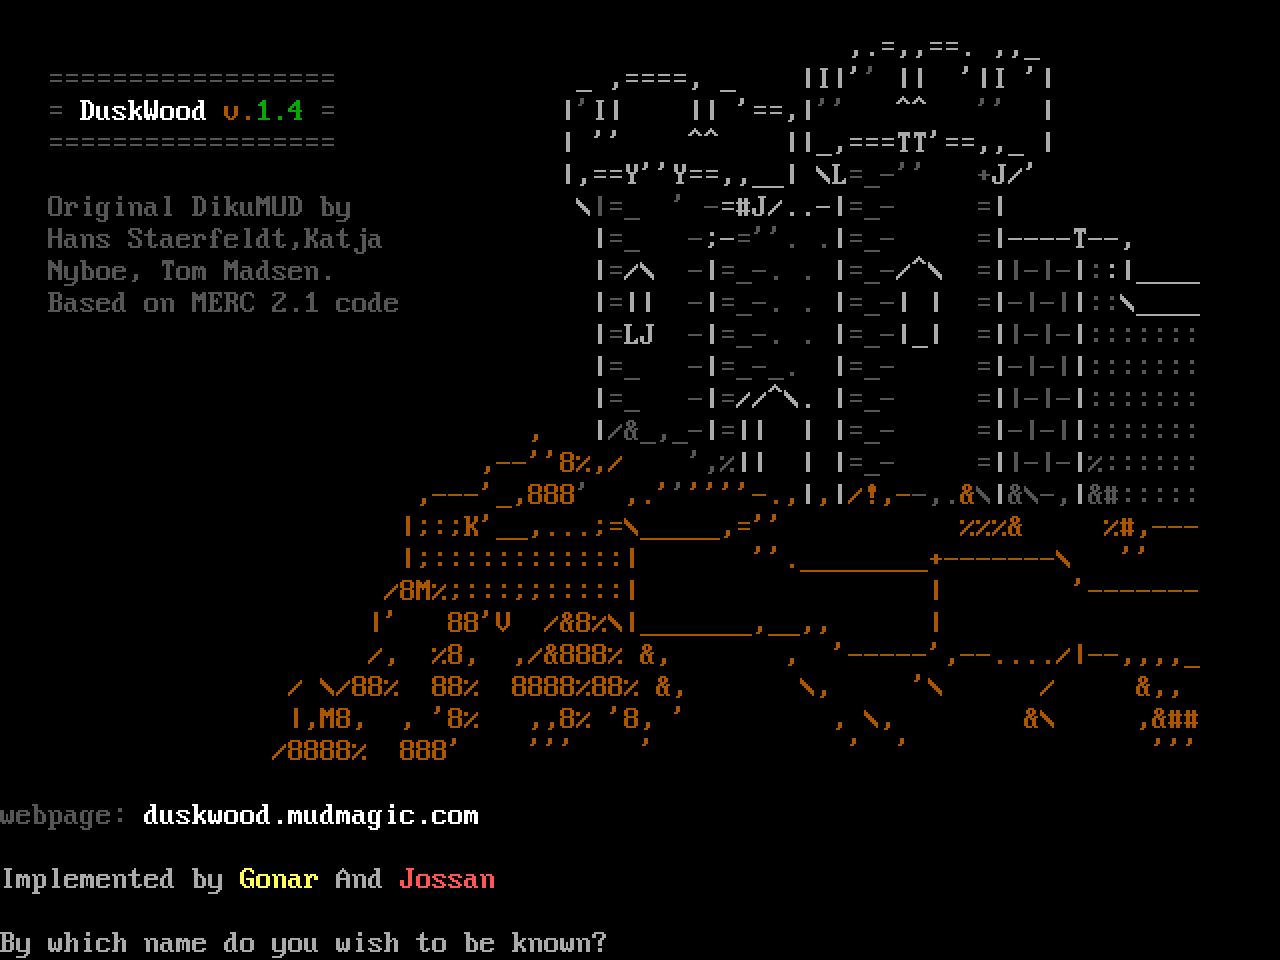 ==================
= DuskWood v.1.4 =
==================
Original DikuMUD by
Hans Staerfeldt,Katja
Nyboe, Tom Madsen.
Based on MERC 2.1 code
webpage: duskwood.mudmagic.com
Implemented by Gonar And Jossan
By which name do you wish to be known?